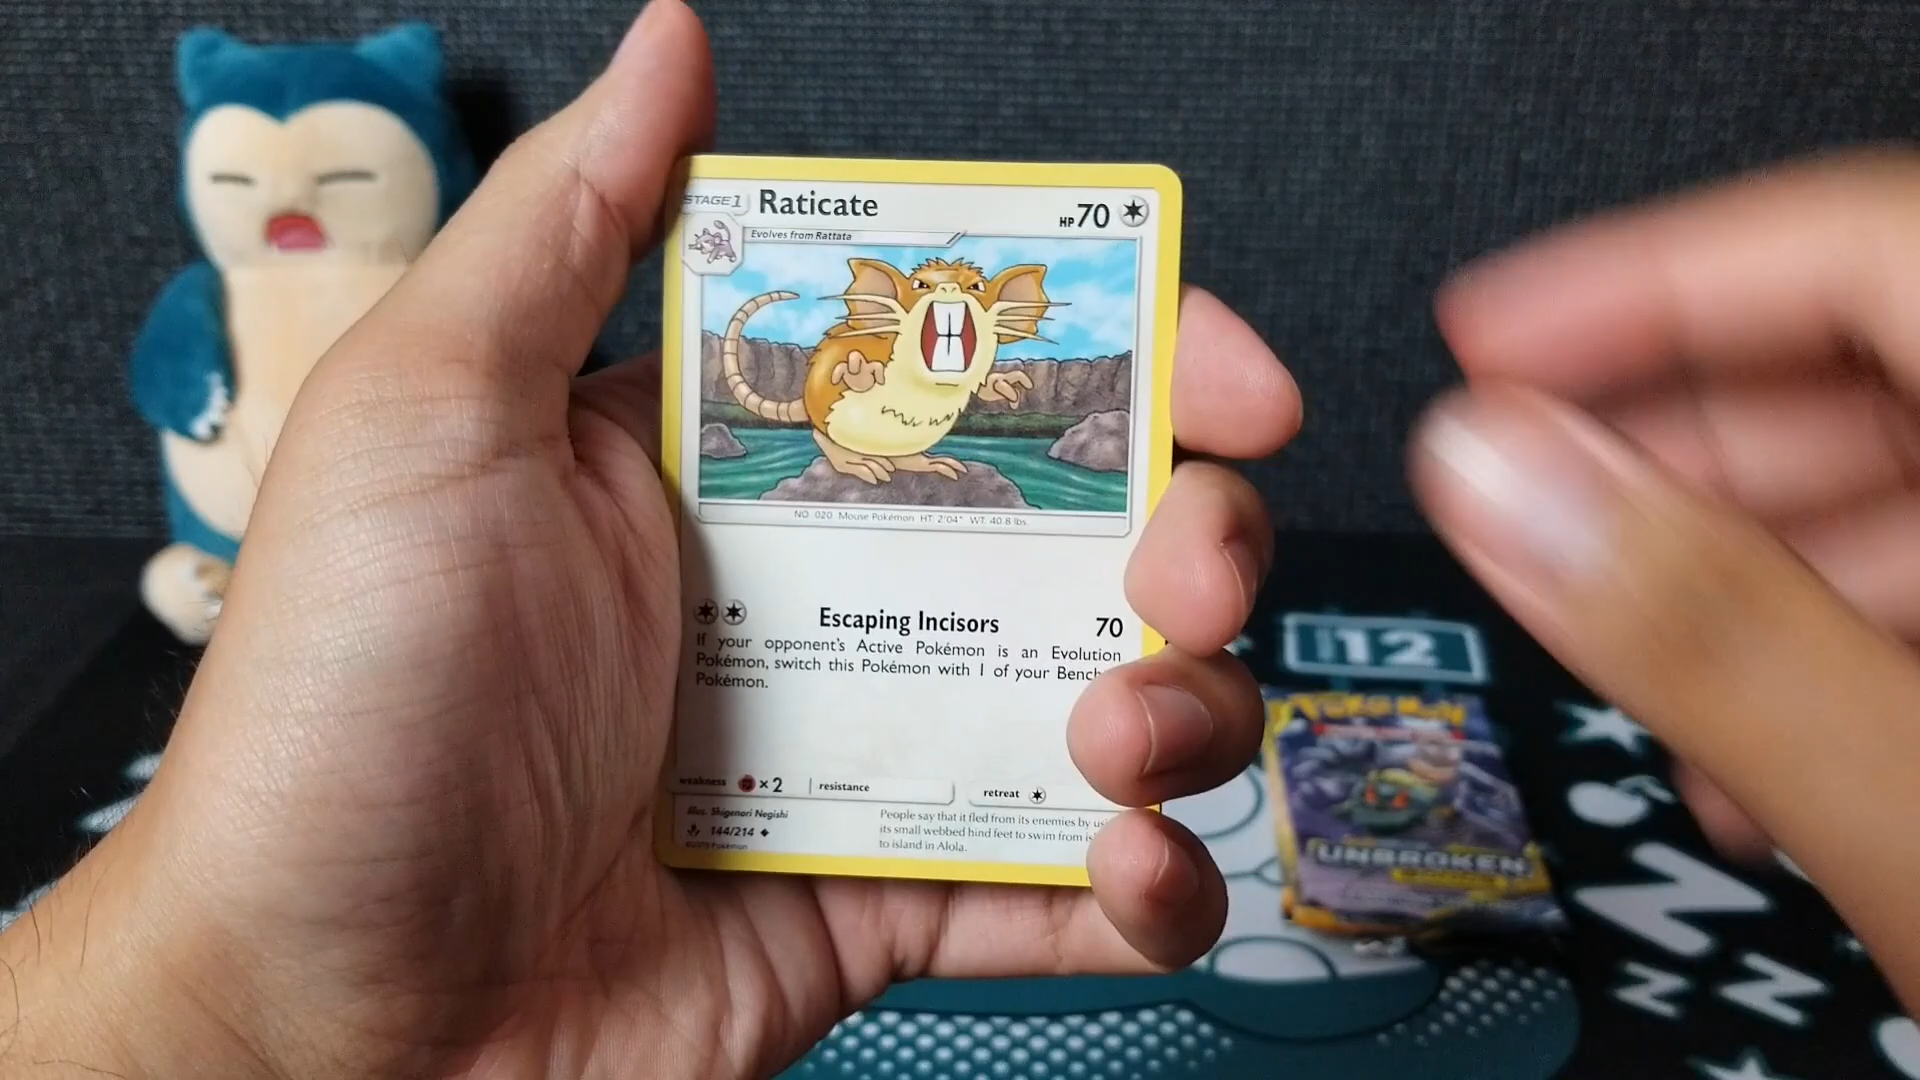 STAGE 1 Raticate HP 70
Evolves from Rattata
NO. 020 Mouse Pokémon HT: 2'04" WT: 40.8 lbs.
Escaping Incisors 70
If your opponent's Active Pokémon is an Evolution
Pokémon, switch this Pokémon with 1 of your Bench
Pokémon.
weakness ×2 resistance retreat
Illus. Shigenori Negishi
144/214
©2019 Pokémon
People say that it fled from its enemies by
its small webbed hind feet to swim from
to island in Alola.
12
POKéMON
UNBROKEN
Z
Z
Z